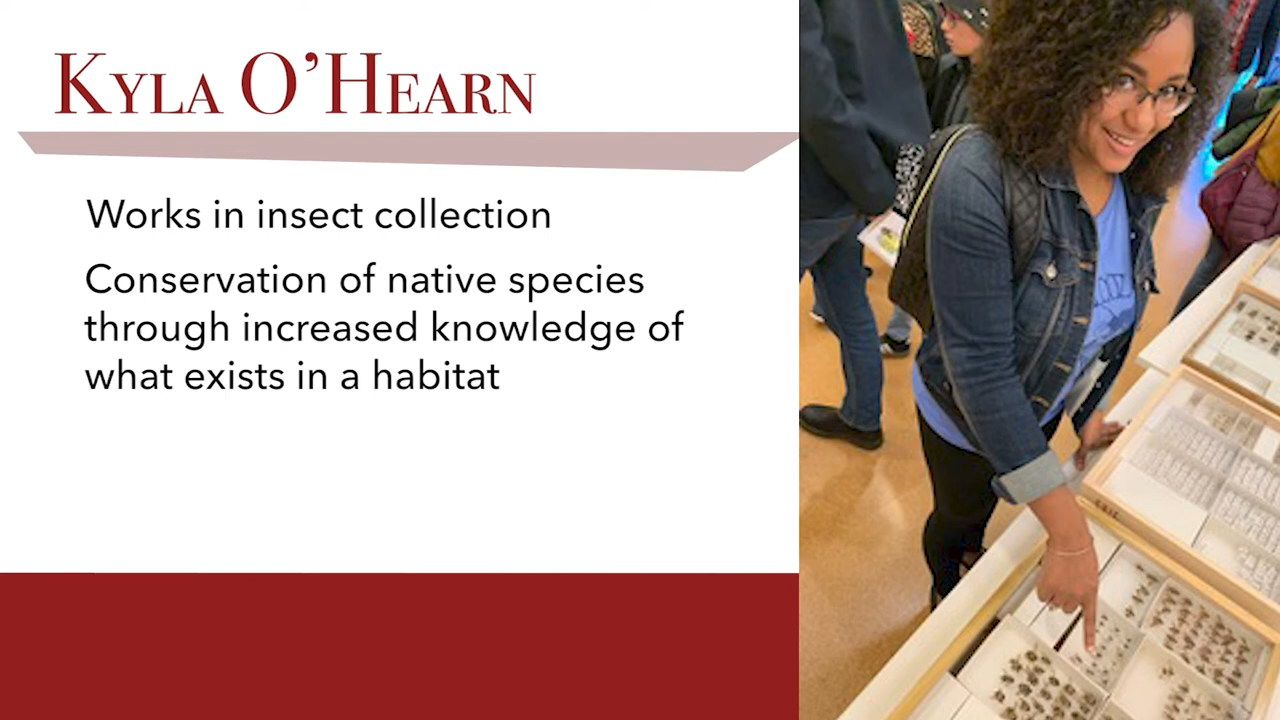 Kyla O’Hearn
Works in insect collection
Conservation of native species
through increased knowledge of
what exists in a habitat